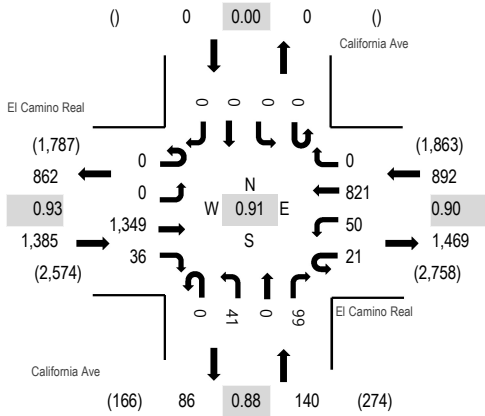 () 0 0.00 0 ()
California Ave
El Camino Real
0 0 0 0
(1,787) (1,863)
862 0 0 892
0 N 821
0.93 W 0.91 E 0.90
1,385 1,349 S 50 1,469
36 21
(2,574) (2,758)
0 41 0 99
El Camino Real
California Ave
(166) 86 0.88 140 (274)